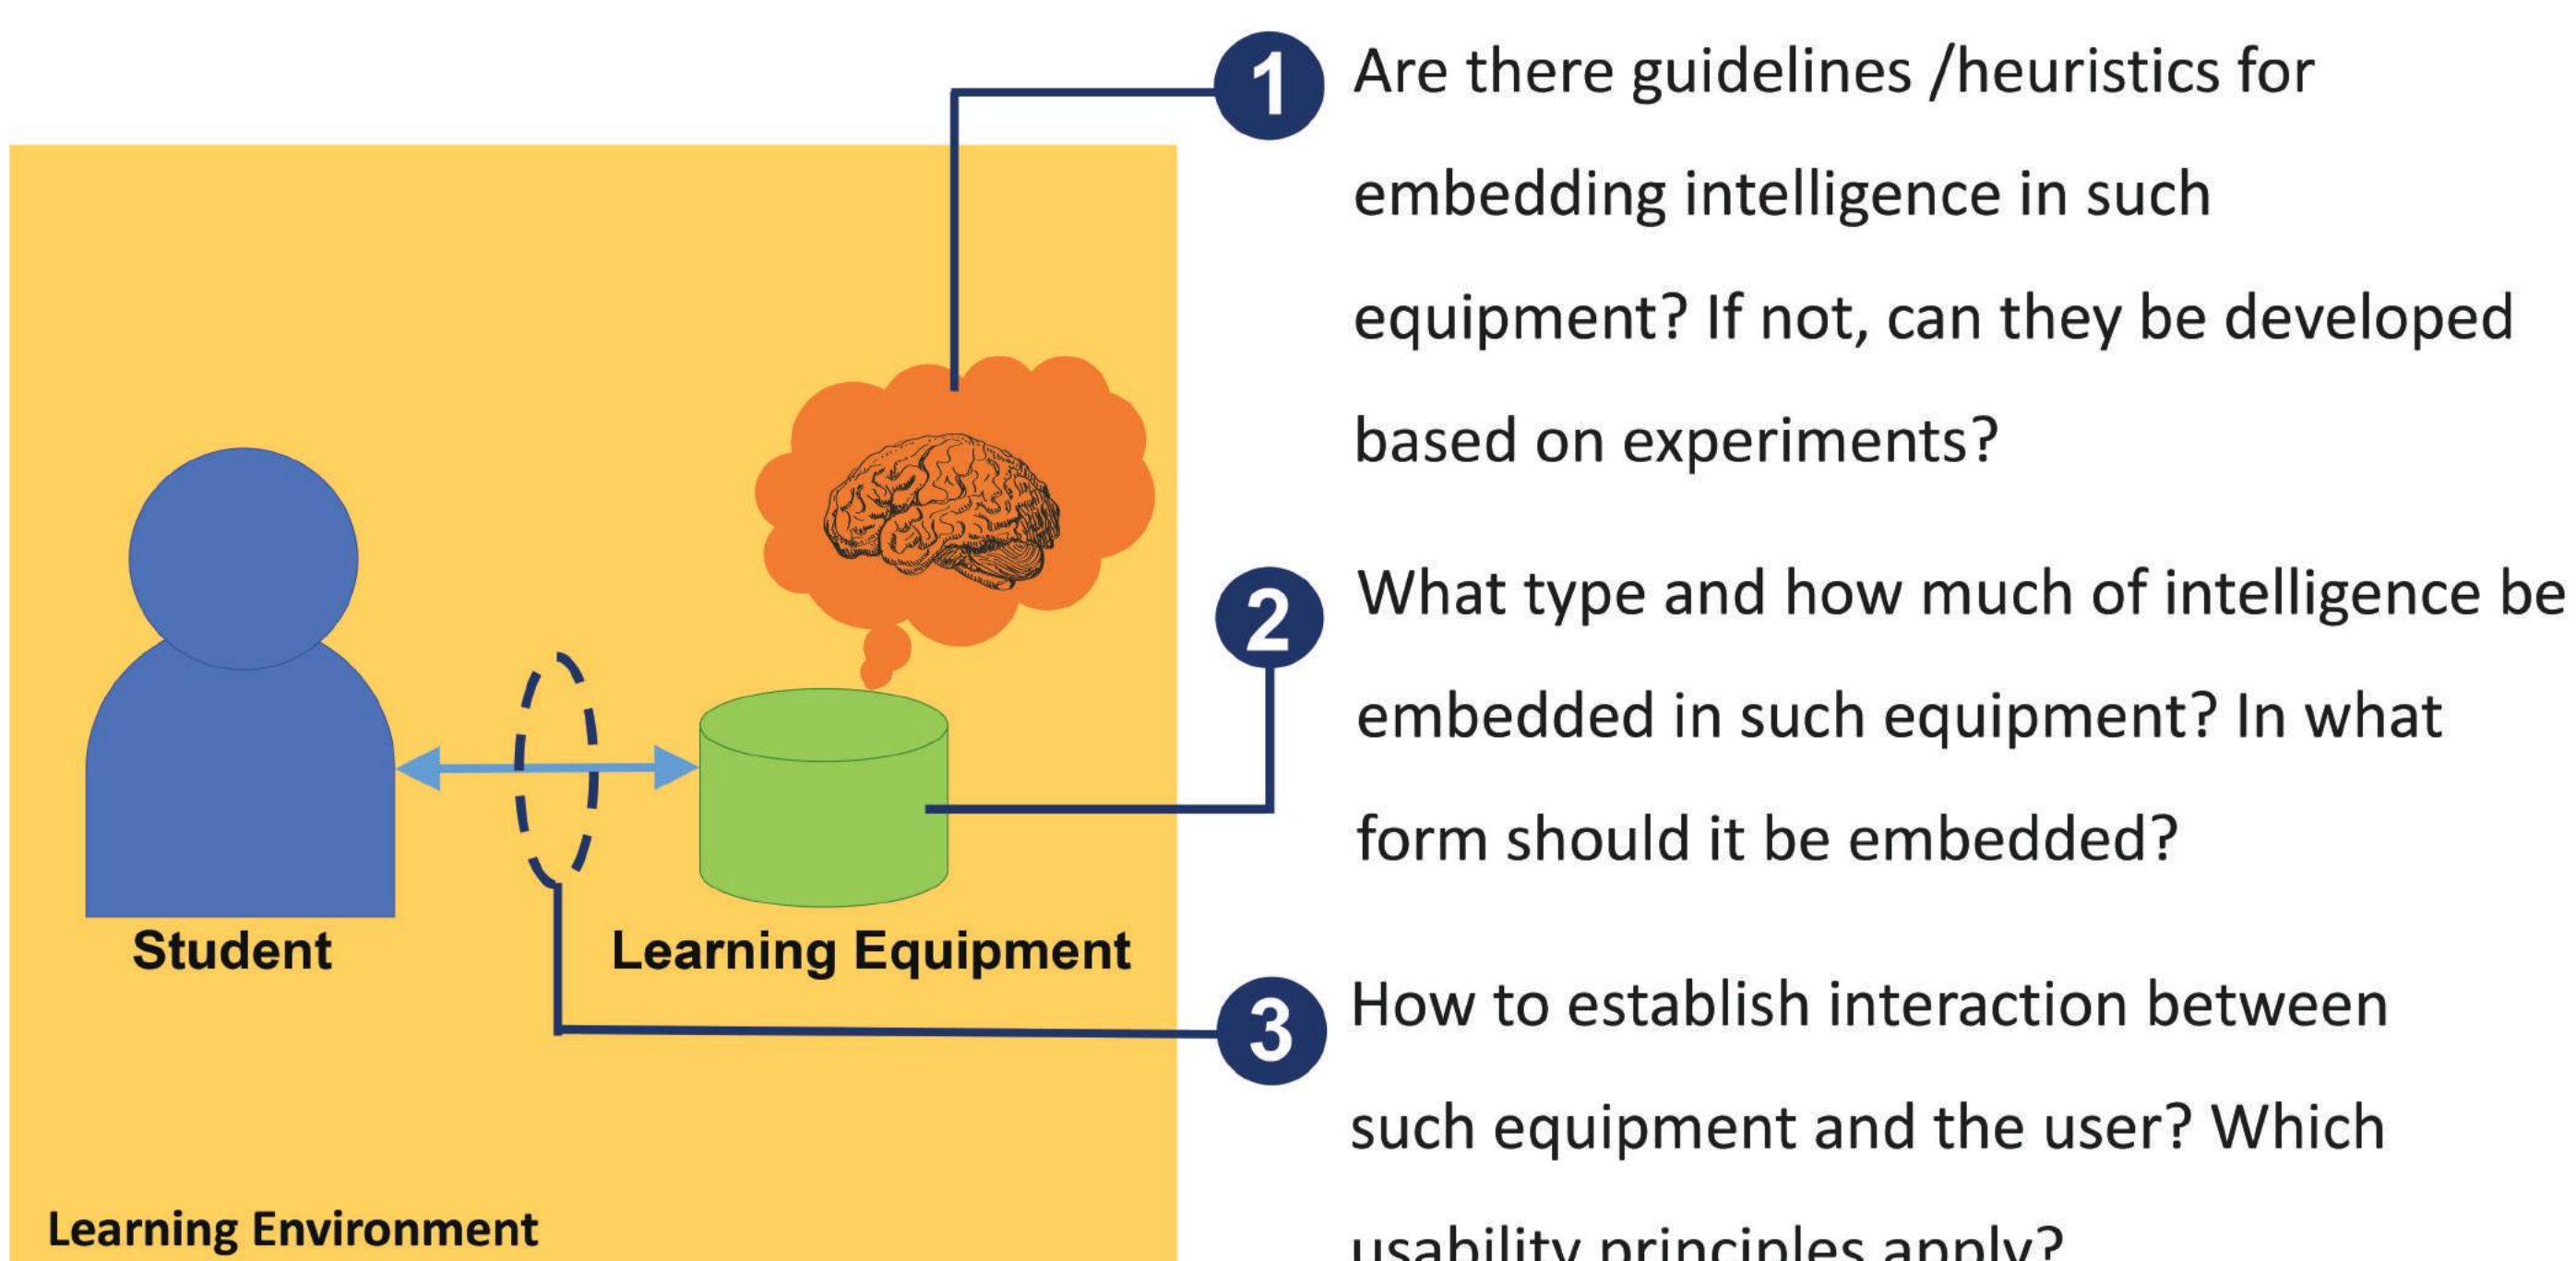 1
Are there guidelines /heuristics for
embedding intelligence in such
equipment? If not, can they be developed
based on experiments?
2
What type and how much of intelligence be
embedded in such equipment? In what
form should it be embedded?
Student
Learning Equipment
3
How to establish interaction between
such equipment and the user? Which
usability principles apply?
Learning Environment